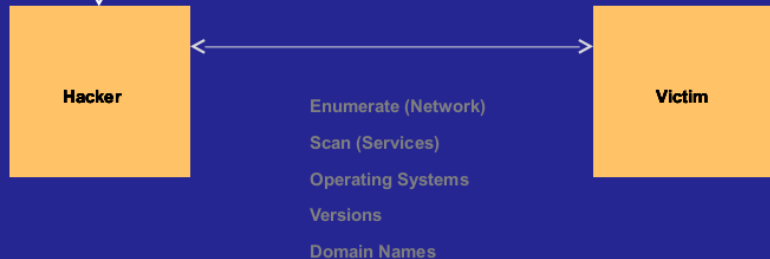 Hacker
Victim
Enumerate (Network)
Scan (Services)
Operating Systems
Versions
Domain Names